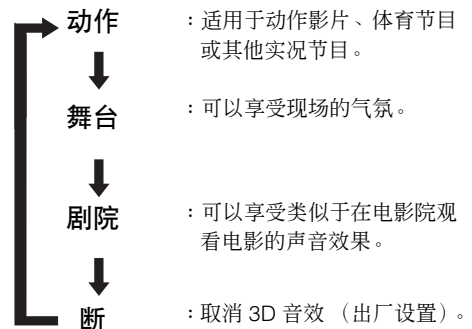 动作 ：适用于动作影片、体育节目
或其他实况节目。
舞台 ：可以享受现场的气氛。
剧院 ：可以享受类似于在电影院观
看电影的声音效果。
断 ：取消 3D 音效 （出厂设置）。